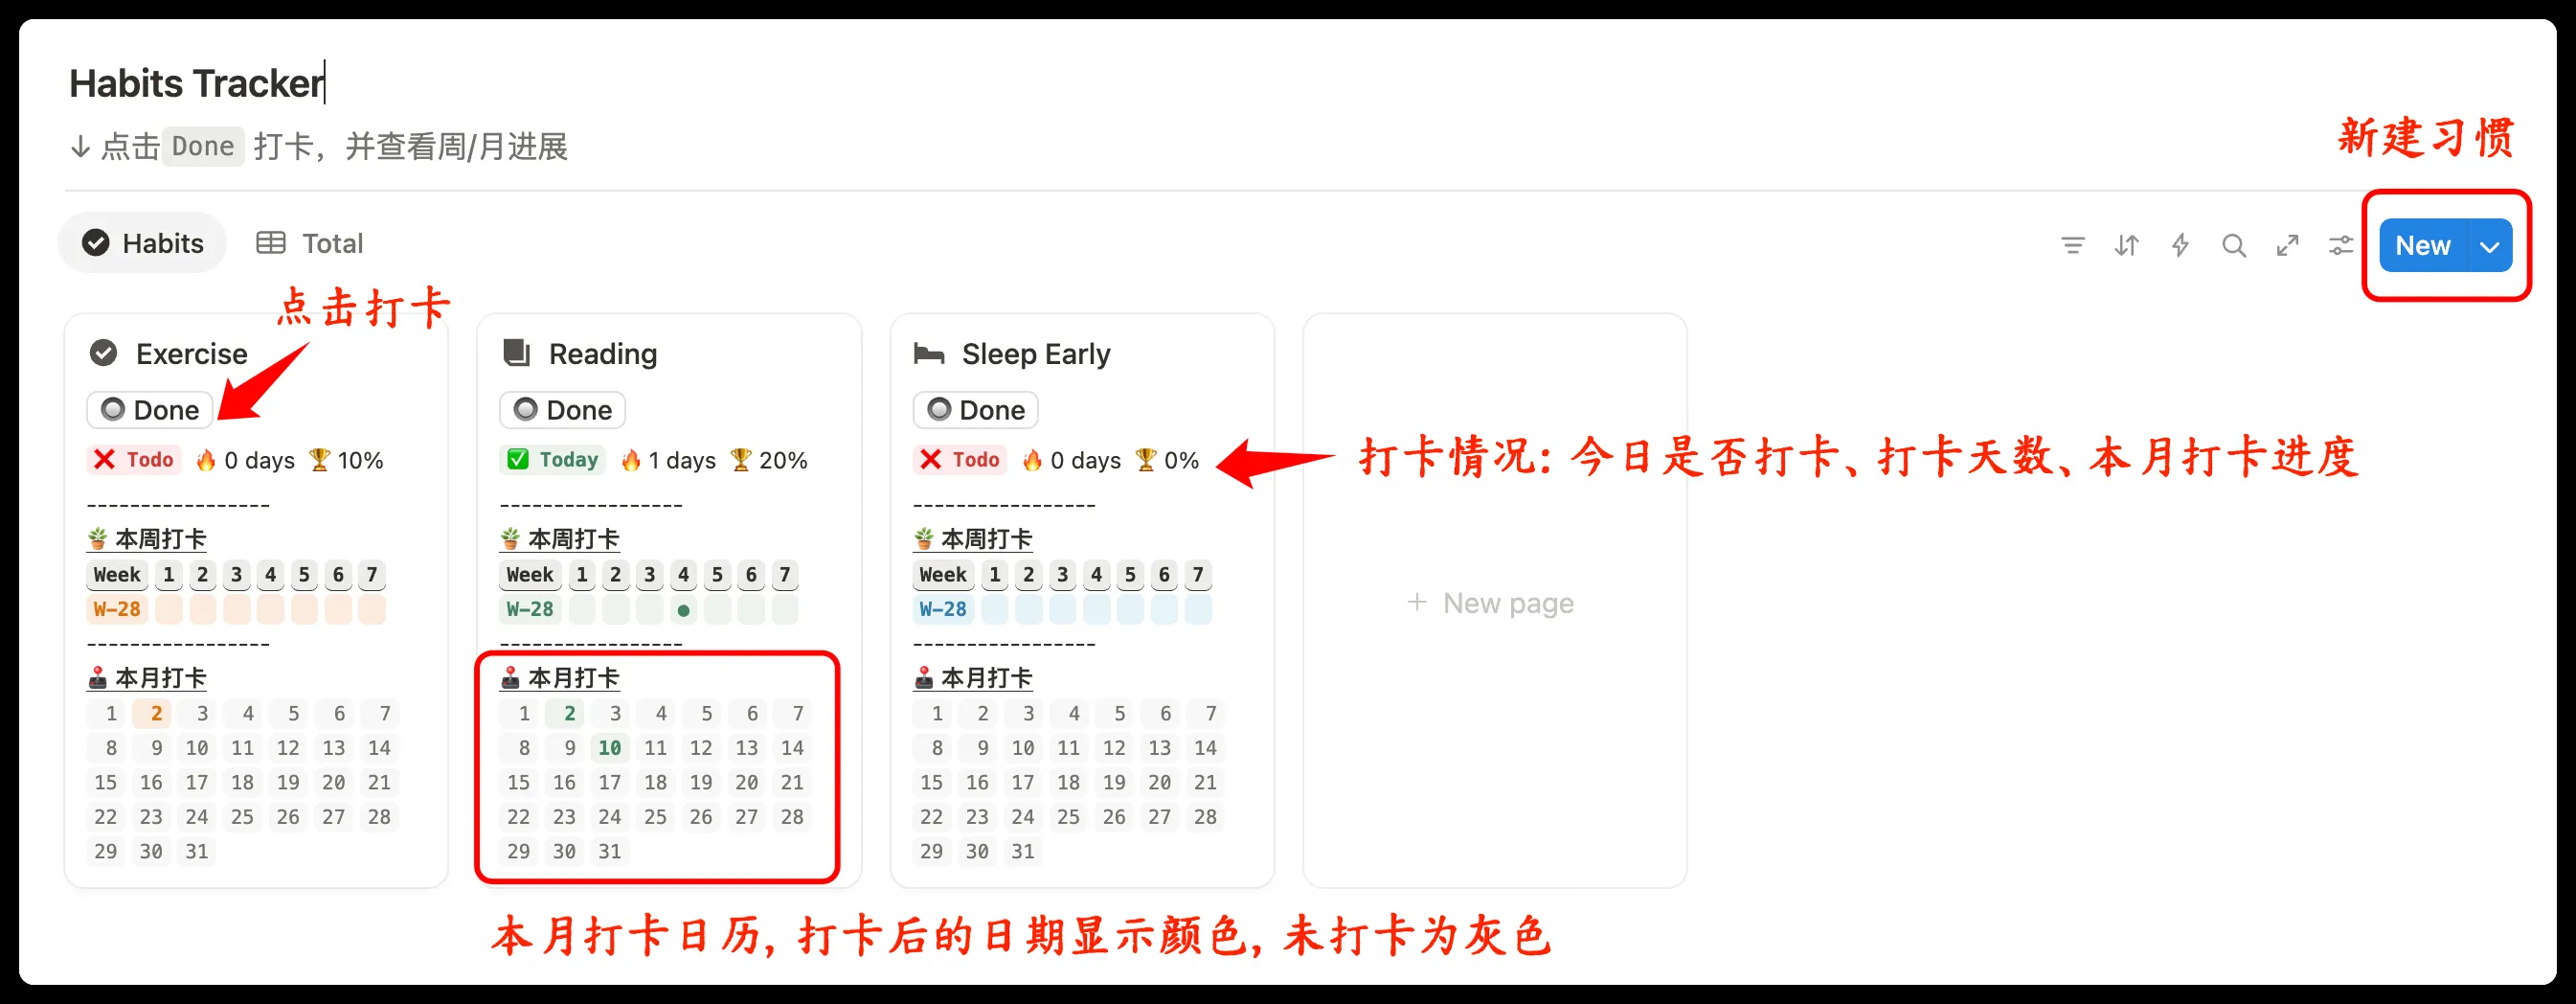 Habits Tracker
↓ 点击 Done 打卡，并查看周/月进展
新建习惯
Habits Total
New
点击打卡
Exercise
Done
❌ Todo 🔥 0 days 🏆 10%
-----------------
🪴 本周打卡
Week 1 2 3 4 5 6 7
W-28
-----------------
🕹️ 本月打卡
1 2 3 4 5 6 7
8 9 10 11 12 13 14
15 16 17 18 19 20 21
22 23 24 25 26 27 28
29 30 31
Reading
Done
✅ Today 🔥 1 days 🏆 20%
-----------------
🪴 本周打卡
Week 1 2 3 4 5 6 7
W-28 ●
-----------------
🕹️ 本月打卡
1 2 3 4 5 6 7
8 9 10 11 12 13 14
15 16 17 18 19 20 21
22 23 24 25 26 27 28
29 30 31
Sleep Early
Done
❌ Todo 🔥 0 days 🏆 0%
-----------------
🪴 本周打卡
Week 1 2 3 4 5 6 7
W-28
-----------------
🕹️ 本月打卡
1 2 3 4 5 6 7
8 9 10 11 12 13 14
15 16 17 18 19 20 21
22 23 24 25 26 27 28
29 30 31
打卡情况：今日是否打卡、打卡天数、本月打卡进度
+ New page
本月打卡日历，打卡后的日期显示颜色，未打卡为灰色